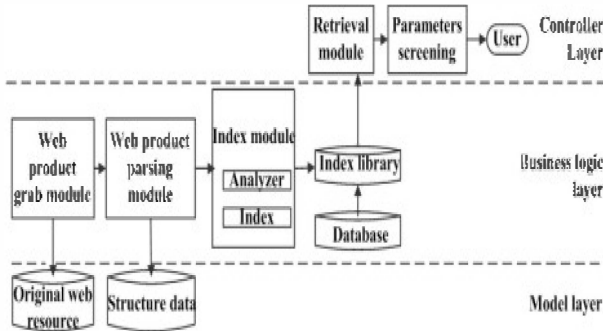 Retrieval
module
Parameters
screening
User
Controller
Layer
Web
product
grab module
Web product
parsing
module
Index module
Analyzer
Index
Index library
Database
Business logic
layer
Original web
resource
Structure data
Model layer